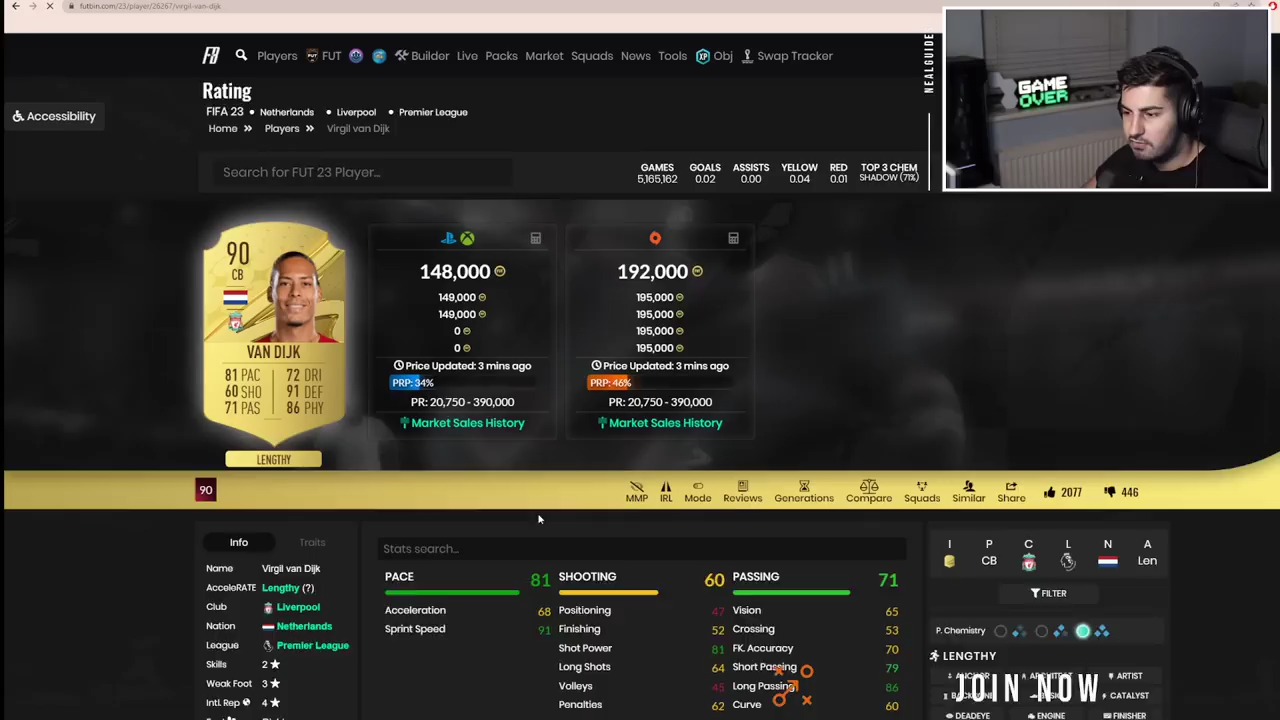 futbin.com/23/player/26267/virgil-van-dijk
FB Players FUT Builder Live Packs Market Squads News Tools XP Obj Swap Tracker
NEALGUIDE
GAME OVER
Rating
FIFA 23 • Netherlands • Liverpool • Premier League
Accessibility
Home » Players » Virgil van Dijk
Search for FUT 23 Player...
GAMES GOALS ASSISTS YELLOW RED TOP 3 CHEM
5,165,162 0.02 0.00 0.04 0.01 SHADOW (71%)
90
CB
VAN DIJK
81 PAC 72 DRI
60 SHO 91 DEF
71 PAS 86 PHY
LENGTHY
148,000
149,000
149,000
0
0
Price Updated: 3 mins ago
PRP: 34%
PR: 20,750 - 390,000
Market Sales History
192,000
195,000
195,000
195,000
195,000
Price Updated: 3 mins ago
PRP: 46%
PR: 20,750 - 390,000
Market Sales History
90 MMP IRL Mode Reviews Generations Compare Squads Similar Share 2077 446
Info Traits
Name Virgil van Dijk
AcceleRATE Lengthy (?)
Club Liverpool
Nation Netherlands
League Premier League
Skills 2
Weak Foot 3
Intl. Rep 4
Stats search...
PACE 81
Acceleration 68
Sprint Speed 91
SHOOTING 60
Positioning 47
Finishing 52
Shot Power 81
Long Shots 64
Volleys 45
Penalties 62
PASSING 71
Vision 65
Crossing 53
FK. Accuracy 70
Short Passing 79
Long Passing 86
Curve 60
I P C L N A
CB Len
FILTER
P. Chemistry
LENGTHY
ARTIST
CATALYST
DEADEYE ENGINE FINISHER
JOIN NOW